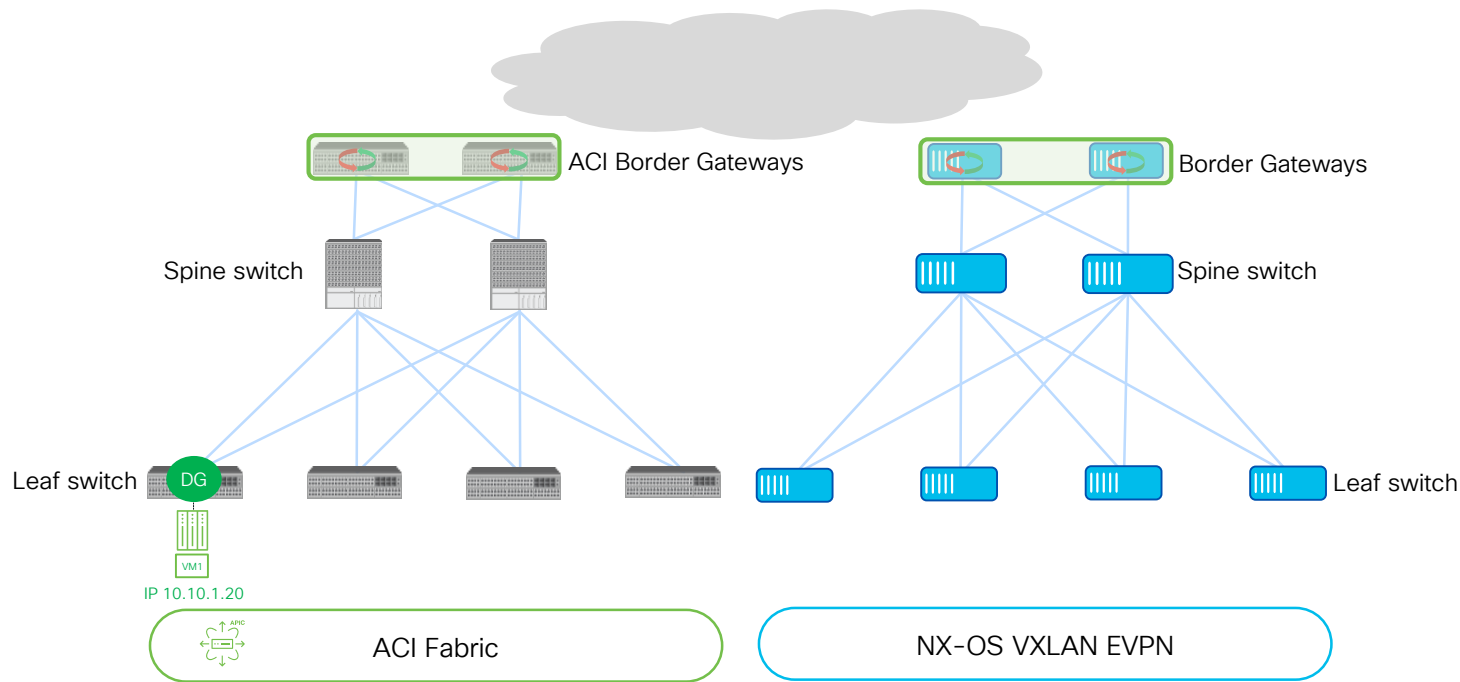 ACI Border Gateways
Border Gateways
Spine switch
Spine switch
Leaf switch
DG
Leaf switch
VM1
IP 10.10.1.20
APIC
ACI Fabric
NX-OS VXLAN EVPN